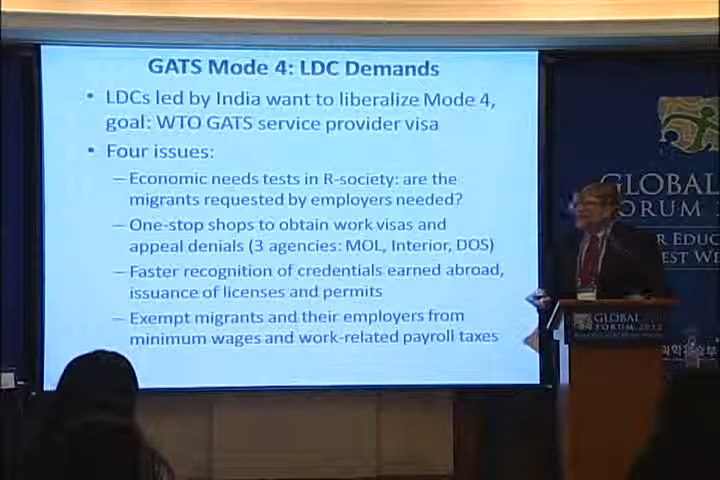 GATS Mode 4: LDC Demands
• LDCs led by India want to liberalize Mode 4,
goal: WTO GATS service provider visa
• Four issues:
– Economic needs tests in R-society: are the
migrants requested by employers needed?
– One-stop shops to obtain work visas and
appeal denials (3 agencies: MOL, Interior, DOS)
– Faster recognition of credentials earned abroad,
issuance of licenses and permits
– Exempt migrants and their employers from
minimum wages and work-related payroll taxes
GLOBAL
FORUM
GLOBAL
FORUM